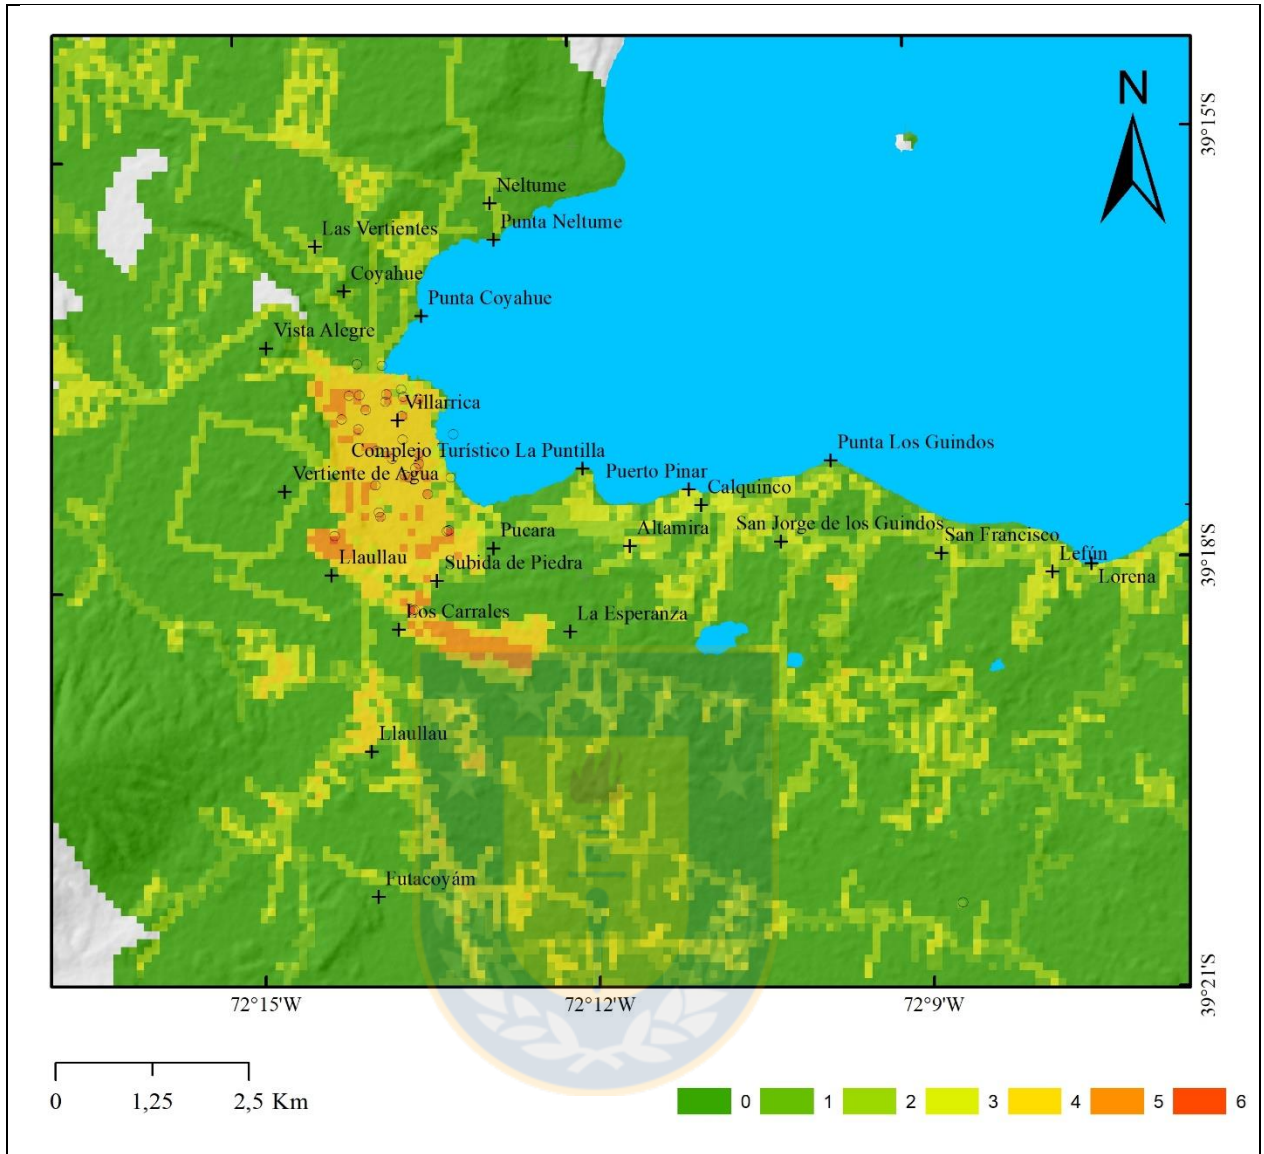 N
39°15'S
Neltume
Punta Neltume
Las Vertientes
Coyahue
Punta Coyahue
Vista Alegre
Villarrica
Complejo Turístico La Puntilla
Punta Los Guindos
Vertiente de Agua
Puerto Pinar
Calquinco
Pucara
Altamira
San Jorge de los Guindos
San Francisco
39°18'S
Llaullau
Subida de Piedra
Lefún
Lorena
Los Carrales
La Esperanza
Llaullau
Futacoyám
39°21'S
72°15'W
72°12'W
72°9'W
0 1,25 2,5 Km
0 1 2 3 4 5 6